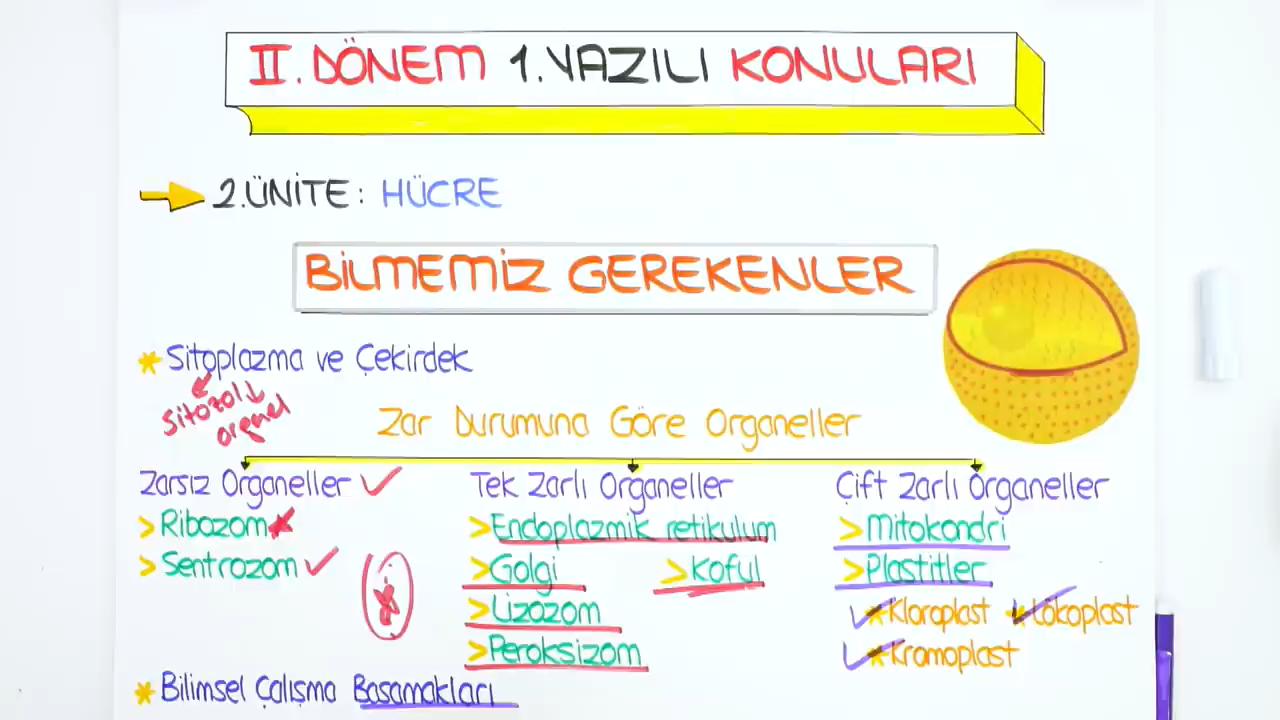 II. DÖNEM 1. YAZILI KONULARI
2. ÜNİTE: HÜCRE
BİLMEMİZ GEREKENLER
* Sitoplazma ve Çekirdek
Sitozol organel
Zar Durumuna Göre Organeller
Zarsız Organeller
> Ribozom
> Sentrozom
Tek Zarlı Organeller
> Endoplazmik retikulum
> Golgi > Koful
> Lizozom
> Peroksizom
Çift Zarlı Organeller
> Mitokondri
> Plastitler
* Kloroplast * Lökoplast
* Kromoplast
* Bilimsel Çalışma Basamakları